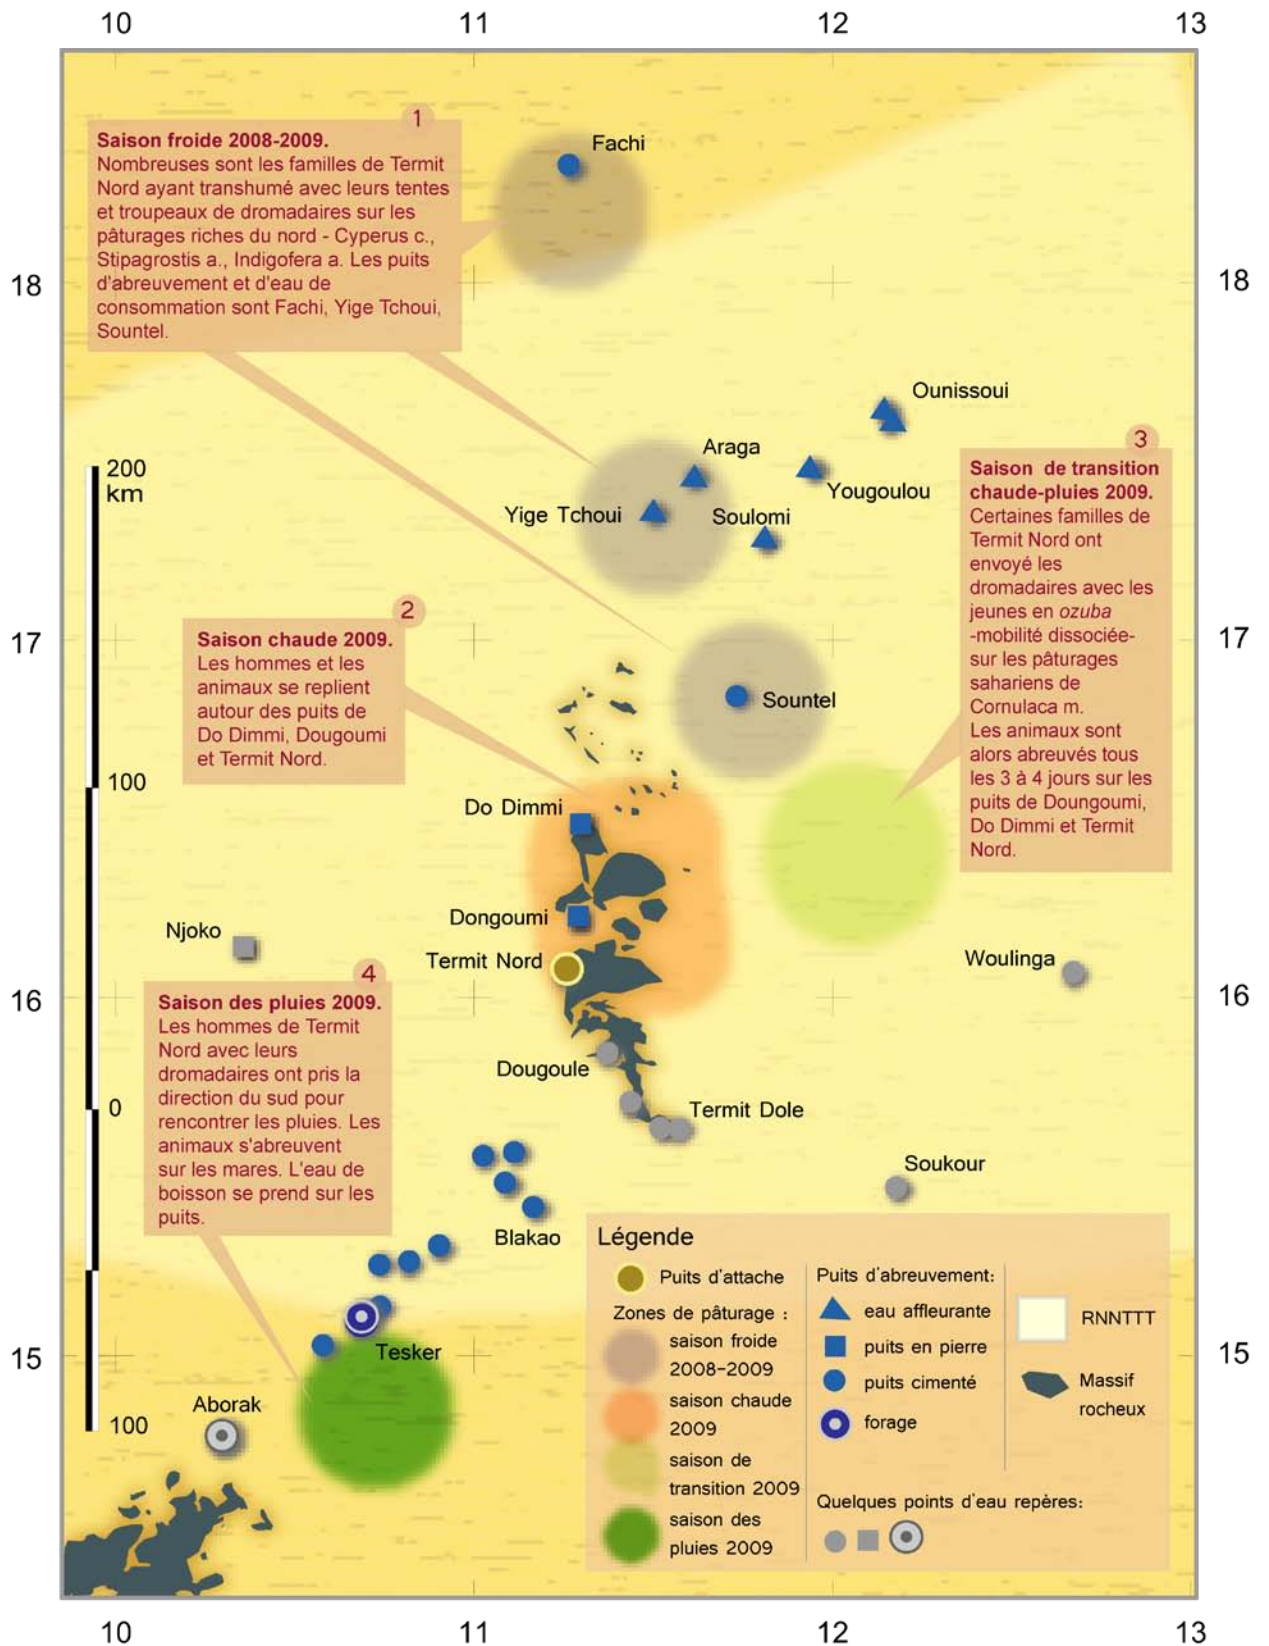 10
11
12
13
1
Saison froide 2008-2009.
Nombreuses sont les familles de Termit
Nord ayant transhumé avec leurs tentes
et troupeaux de dromadaires sur les
pâturages riches du nord - Cyperus c.,
Stipagrostis a., Indigofera a. Les puits
d'abreuvement et d'eau de
consommation sont Fachi, Yige Tchoui,
Sountel.
Fachi
18
18
Ounissoui
Araga
Yougoulou
Yige Tchoui
Soulomi
3
Saison de transition
chaude-pluies 2009.
Certaines familles de
Termit Nord ont
envoyé les
dromadaires avec les
jeunes en ozuba
-mobilité dissociée-
sur les pâturages
sahariens de
Cornulaca m.
Les animaux sont
alors abreuvés tous
les 3 à 4 jours sur les
puits de Doungoumi,
Do Dimmi et Termit
Nord.
200
km
100
0
100
2
Saison chaude 2009.
Les hommes et les
animaux se replient
autour des puits de
Do Dimmi, Dougoumi
et Termit Nord.
17
17
Sountel
Do Dimmi
Dongoumi
Njoko
Termit Nord
Woulinga
16
16
4
Saison des pluies 2009.
Les hommes de Termit
Nord avec leurs
dromadaires ont pris la
direction du sud pour
rencontrer les pluies. Les
animaux s'abreuvent
sur les mares. L'eau de
boisson se prend sur les
puits.
Dougoule
Termit Dole
Soukour
Blakao
15
15
Tesker
Aborak
Légende
Puits d'attache
Zones de pâturage :
saison froide
2008-2009
saison chaude
2009
saison de
transition 2009
saison des
pluies 2009
Puits d'abreuvement:
eau affleurante
puits en pierre
puits cimenté
forage
RNNTTT
Massif
rocheux
Quelques points d'eau repères:
10
11
12
13